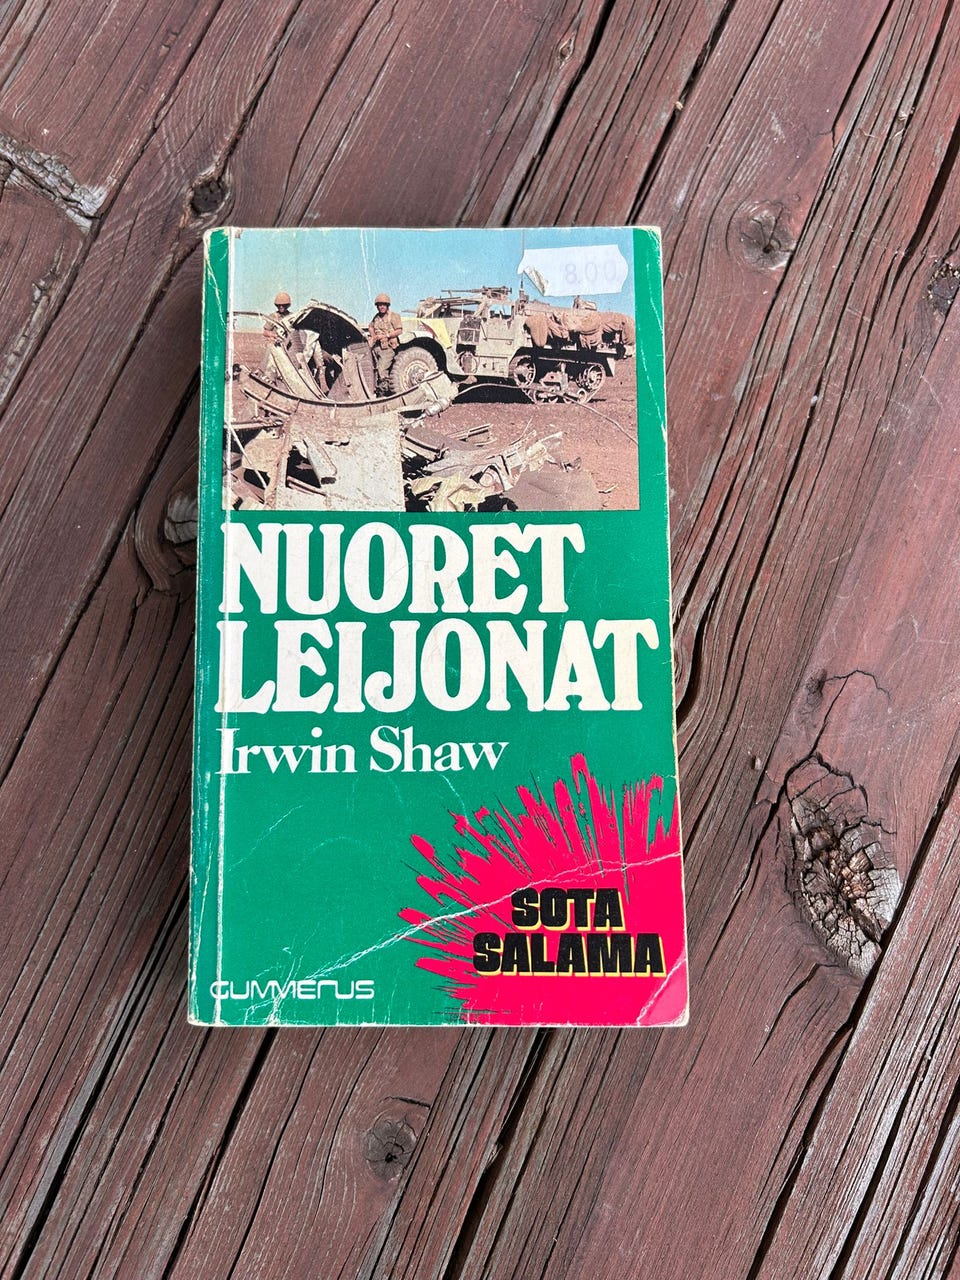 8.00
NUORET
LEIJONAT
Irwin Shaw
SOTA
SALAMA
GUMMERUS